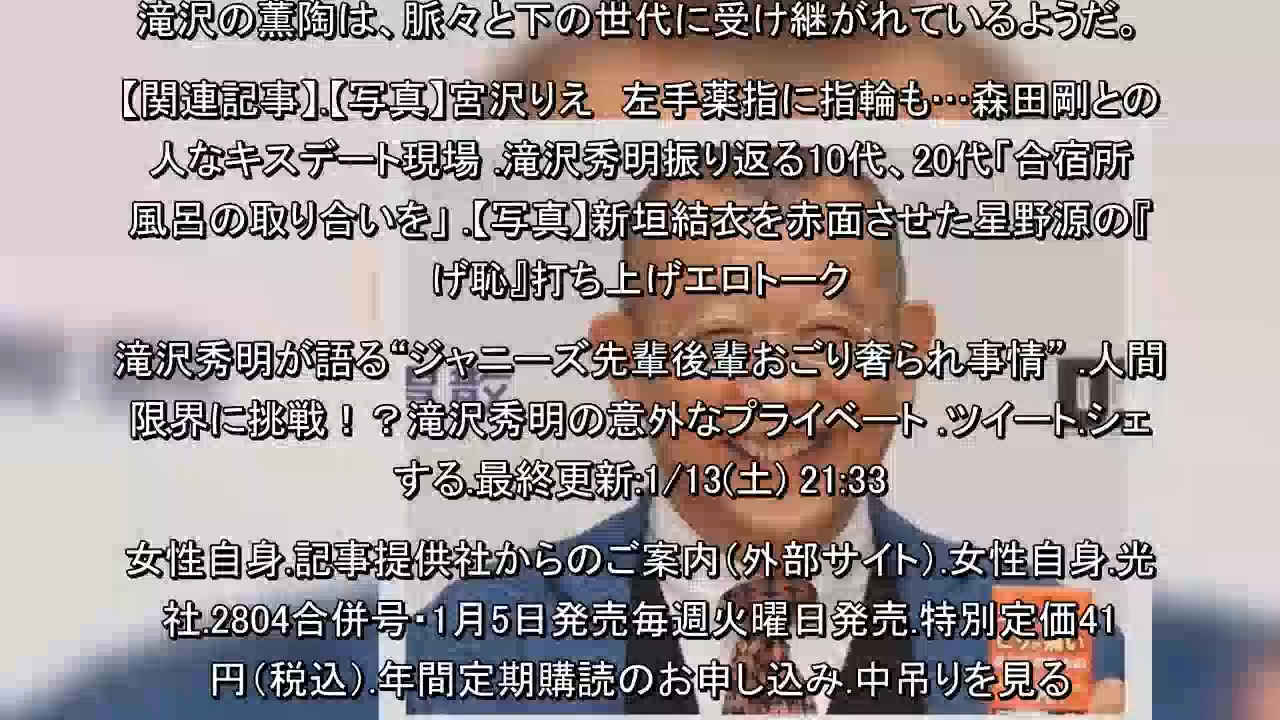 滝沢の薫陶は、脈々と下の世代に受け継がれているようだ。
【関連記事】.【写真】宮沢りえ　左手薬指に指輪も…森田剛との
人なキスデート現場 .滝沢秀明振り返る10代、20代「合宿所
風呂の取り合いを」 .【写真】新垣結衣を赤面させた星野源の『
げ恥』打ち上げエロトーク
滝沢秀明が語る“ジャニーズ先輩後輩おごり奢られ事情” .人間
限界に挑戦！？滝沢秀明の意外なプライベート .ツイート.シェ
する.最終更新:1/13(土) 21:33
女性自身.記事提供社からのご案内（外部サイト）.女性自身.光
社.2804合併号・1月5日発売毎週火曜日発売.特別定価41
円（税込）.年間定期購読のお申し込み.中吊りを見る